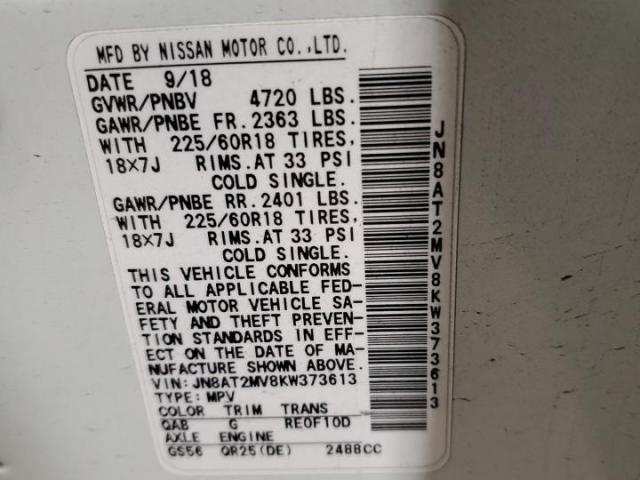 MFD BY NISSAN MOTOR CO.,LTD.
DATE 9/18
GVWR/PNBV 4720 LBS.
GAWR/PNBE FR. 2363 LBS.
WITH 225/60R18 TIRES,
18×7J RIMS.AT 33 PSI
COLD SINGLE.
GAWR/PNBE RR. 2401 LBS.
WITH 225/60R18 TIRES,
18×7J RIMS.AT 33 PSI
COLD SINGLE.
THIS VEHICLE CONFORMS
TO ALL APPLICABLE FED-
ERAL MOTOR VEHICLE SA-
FETY AND THEFT PREVEN-
TION STANDARDS IN EFF-
ECT ON THE DATE OF MA-
NUFACTURE SHOWN ABOVE.
VIN: JN8AT2MV8KW373613
TYPE: MPV
COLOR TRIM TRANS
QAB G RE0F10D
AXLE ENGINE
GS56 QR25(DE) 2488CC
JN8AT2MV8KW373613